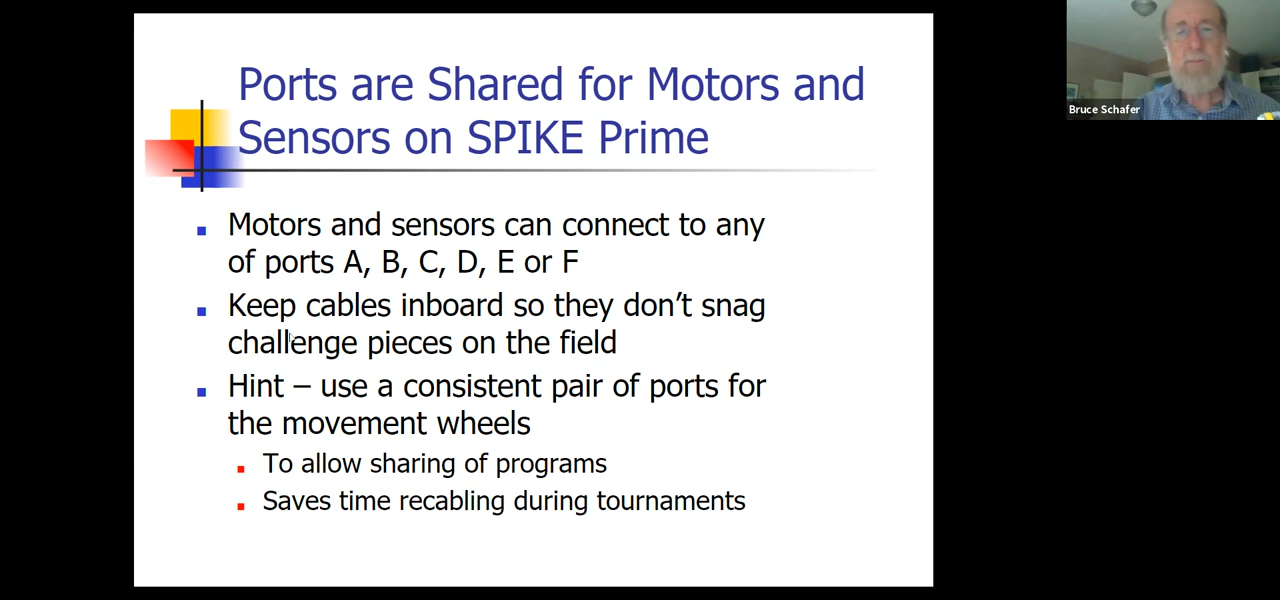 Ports are Shared for Motors and
Sensors on SPIKE Prime
Motors and sensors can connect to any
of ports A, B, C, D, E or F
Keep cables inboard so they don’t snag
challenge pieces on the field
Hint – use a consistent pair of ports for
the movement wheels
To allow sharing of programs
Saves time recabling during tournaments
Bruce Schafer